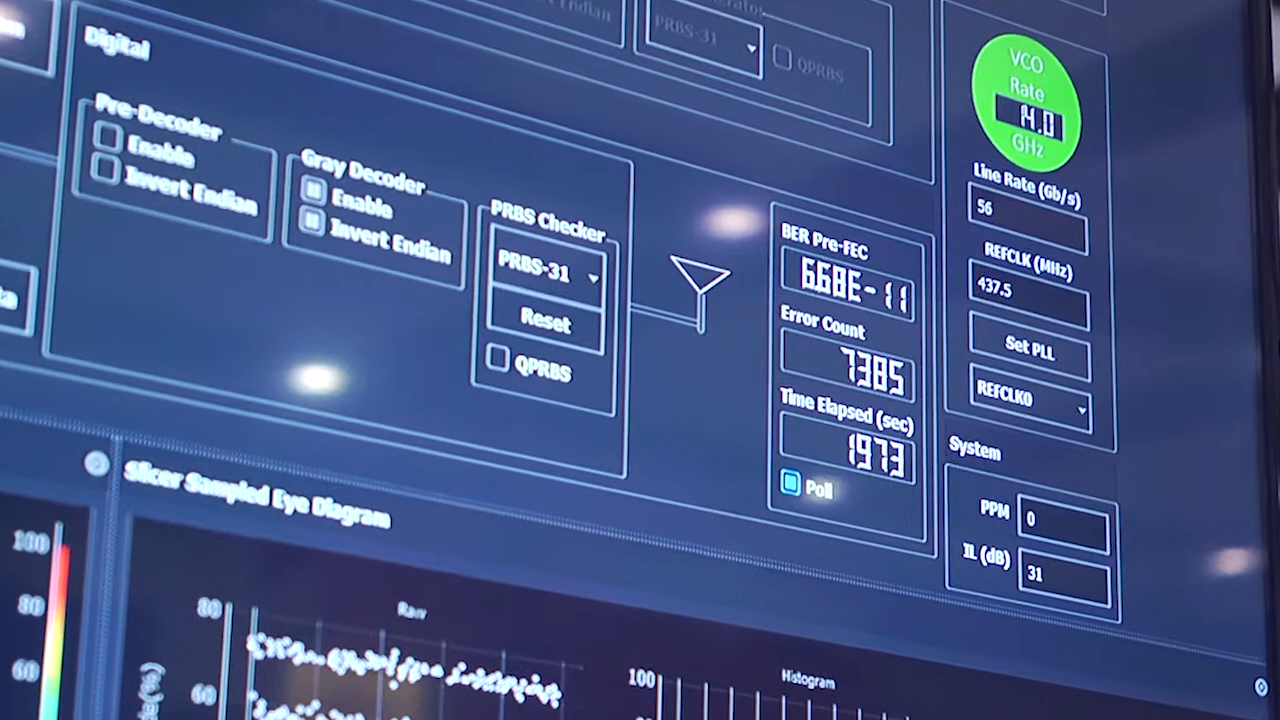 Endian
PRBS-31
QPRBS
Digital
Pre-Decoder
Enable
Invert Endian
Gray Decoder
Enable
Invert Endian
PRBS Checker
PRBS-31
Reset
QPRBS
BER Pre-FEC
6.68E-11
Error Count
7385
Time Elapsed (sec)
1973
Poll
VCO
Rate
14.0
GHz
Line Rate (Gb/s)
56
REFCLK (MHz)
437.5
Set PLL
REFCLK0
System
PPM
0
IL (dB)
31
Slicer Sampled Eye Diagram
100
80
60
Raw
80
60
Histogram
100